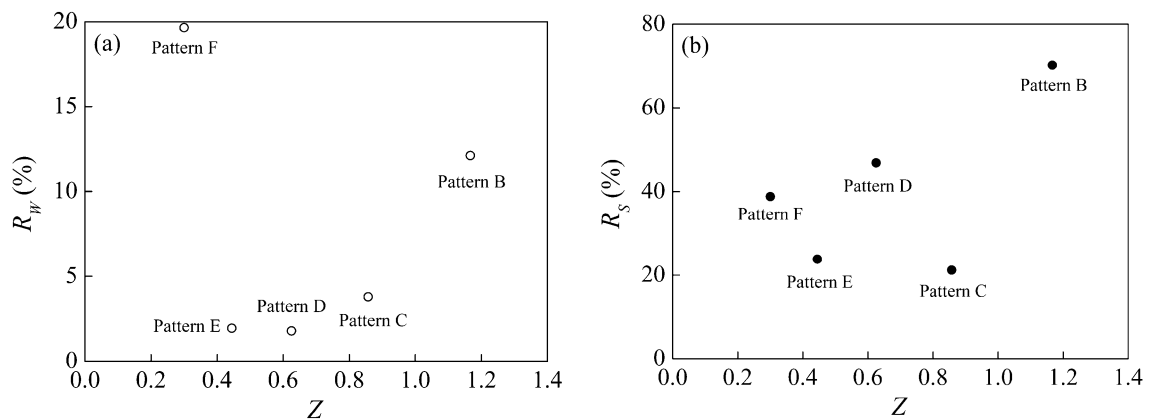 (a)
20
15
10
5
0
R_W (%)
Pattern F
Pattern B
Pattern D
Pattern E
Pattern C
0.0 0.2 0.4 0.6 0.8 1.0 1.2 1.4
Z
(b)
80
60
40
20
0
R_S (%)
Pattern B
Pattern D
Pattern F
Pattern E
Pattern C
0.0 0.2 0.4 0.6 0.8 1.0 1.2 1.4
Z